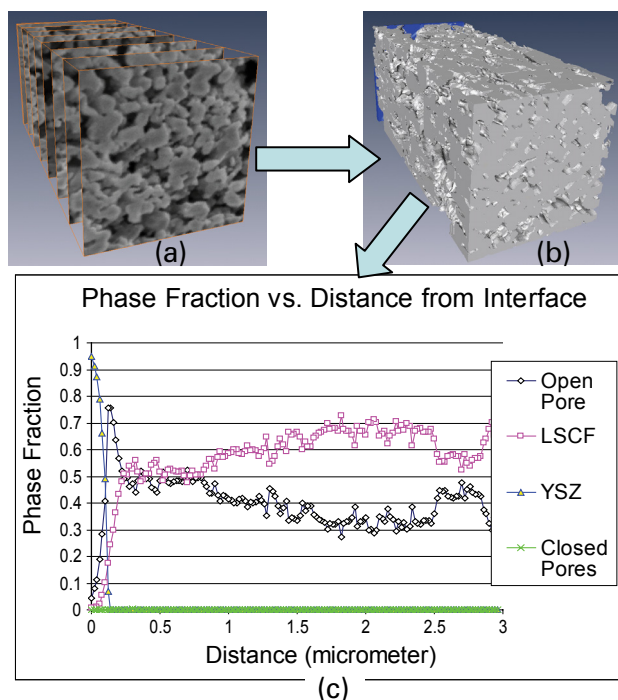 (a)
(b)
Phase Fraction vs. Distance from Interface
Phase Fraction
1
0.9
0.8
0.7
0.6
0.5
0.4
0.3
0.2
0.1
0
0 0.5 1 1.5 2 2.5 3
Distance (micrometer)
Open
Pore
LSCF
YSZ
Closed
Pores
(c)